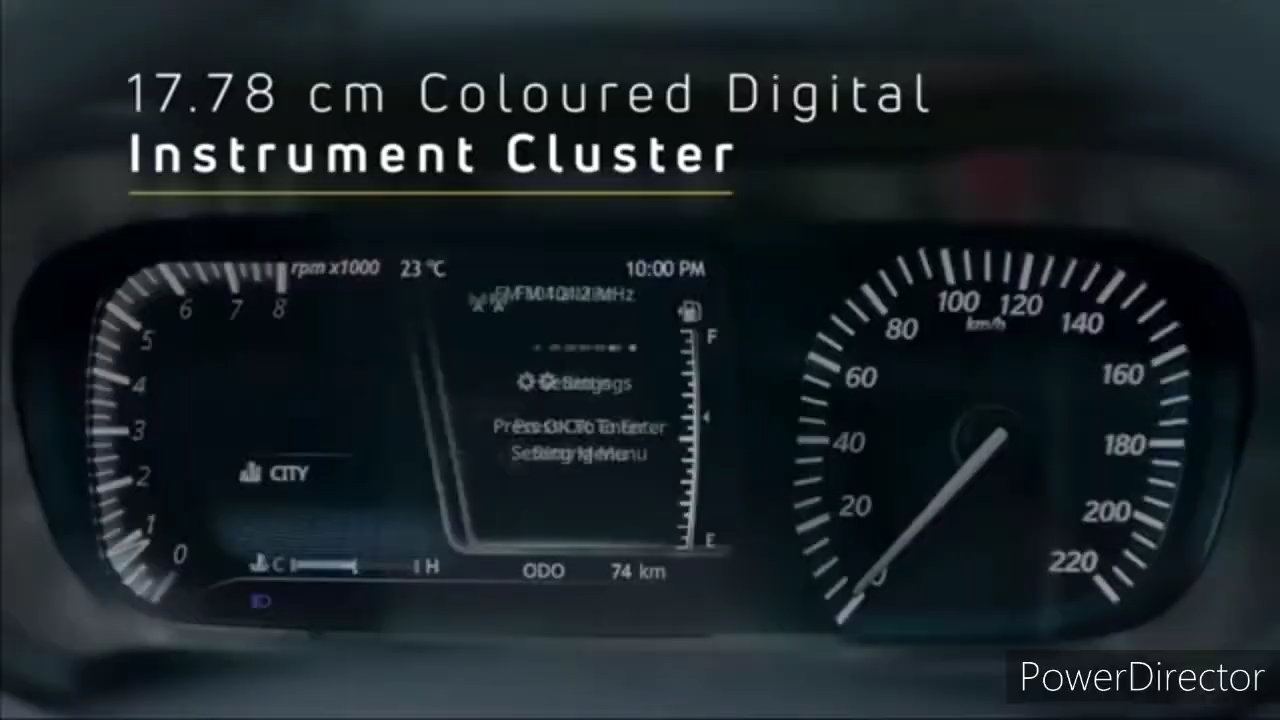 17.78 cm Coloured Digital
Instrument Cluster
rpm x1000
23 °C
10:00 PM
8
7
6
5
4
3
2
1
0
F
E
Settings
CITY
C
H
ODO
74 km
km/h
0
20
40
60
80
100
120
140
160
180
200
220
PowerDirector